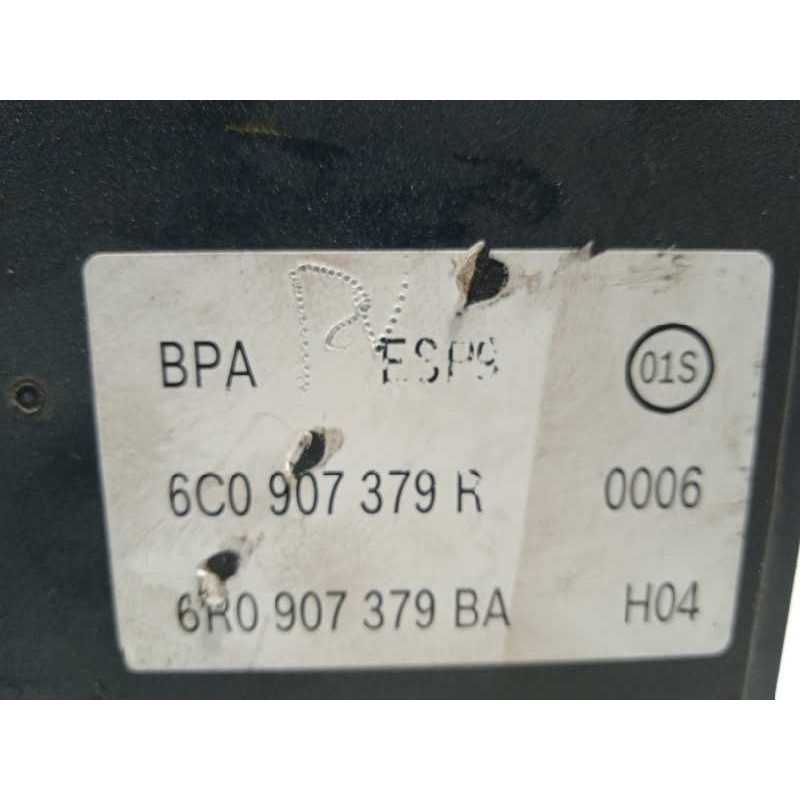 BPA ESP9 01S
6C0 907 379 R 0006
6R0 907 379 BA H04